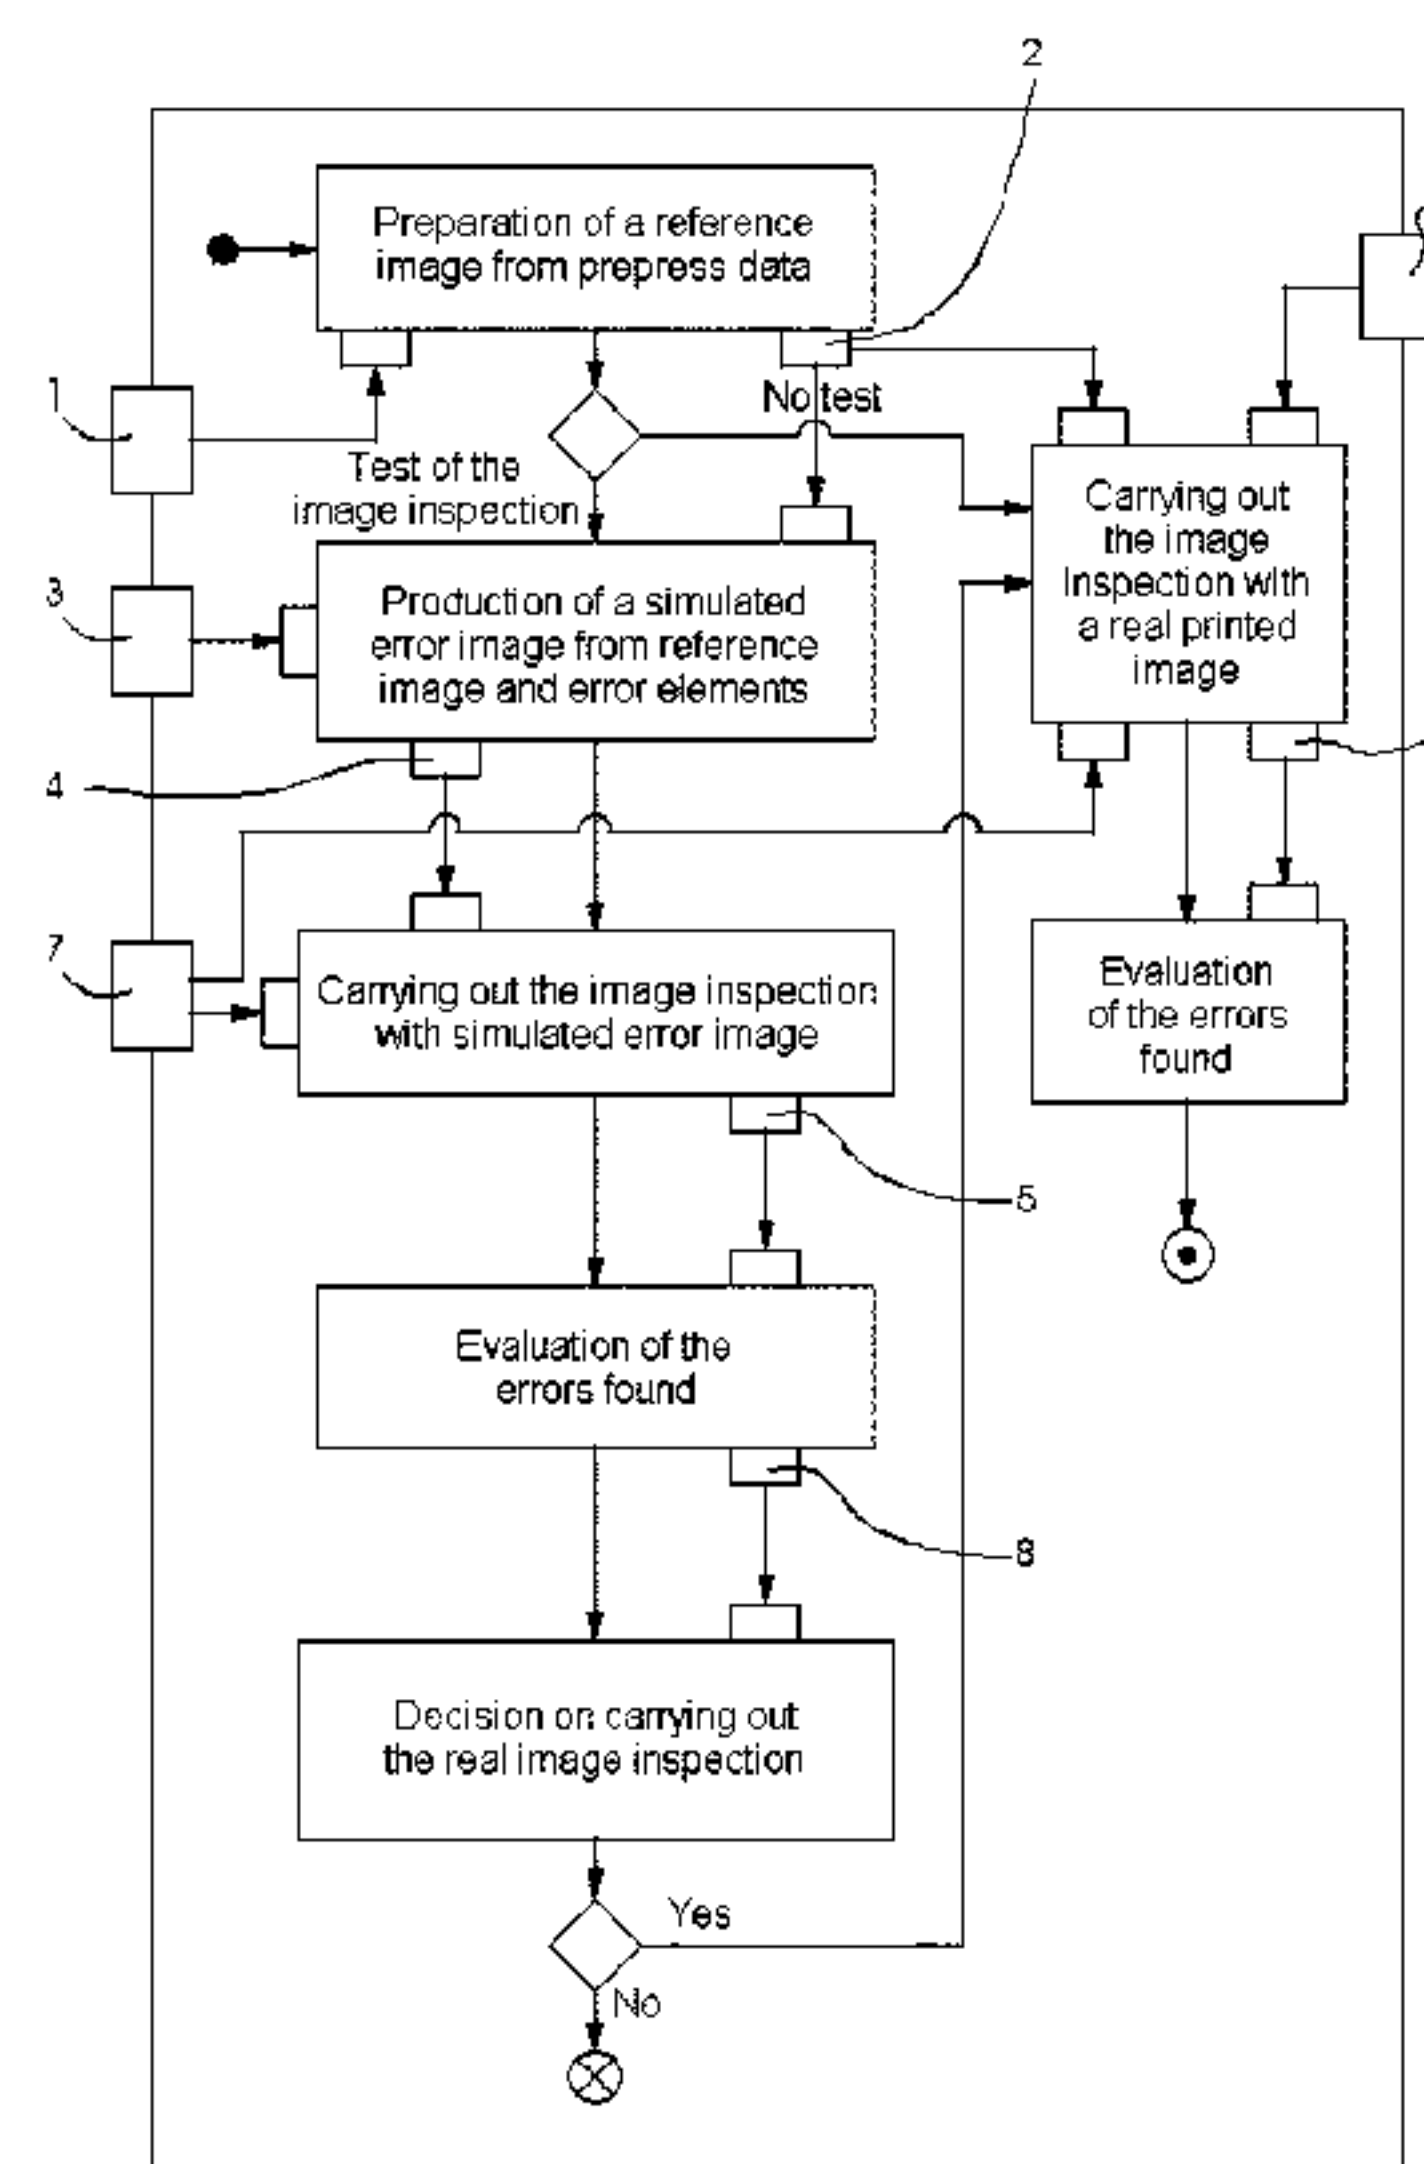 2
Preparation of a reference
image from prepress data
1
No test
Test of the
image inspection
Carrying out
the image
inspection with
a real printed
image
3
Production of a simulated
error image from reference
image and error elements
4
7
Carrying out the image inspection
with simulated error image
Evaluation
of the errors
found
5
Evaluation of the
errors found
8
Decision on carrying out
the real image inspection
Yes
No